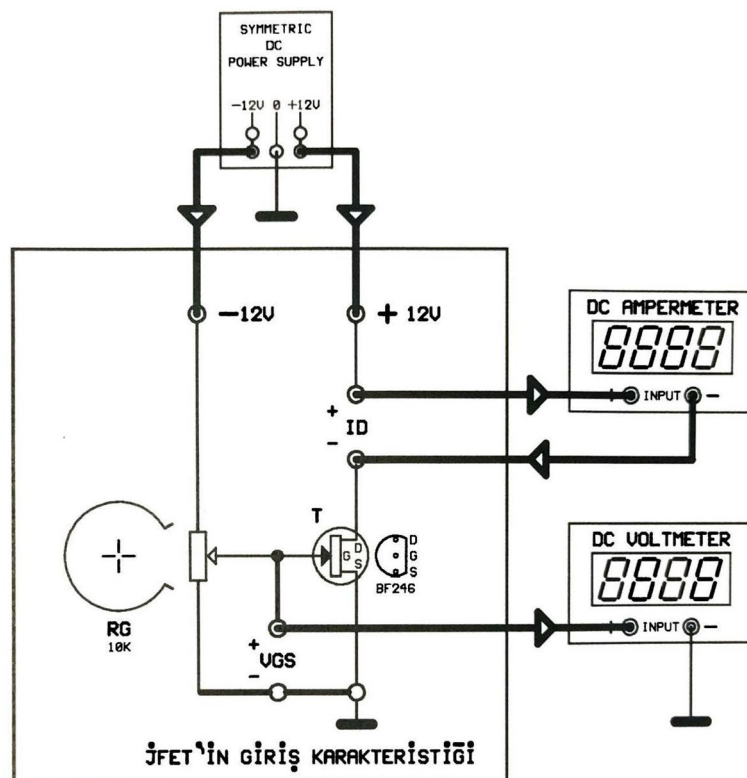 SYMMETRIC
DC
POWER SUPPLY
-12V 0 +12V
-12V
+ 12V
DC AMPERMETER
8888
+ INPUT -
+
ID
-
T
G D S
D
G
S
BF246
RG
10K
DC VOLTMETER
8888
+ INPUT -
+
VGS
-
JFET'İN GİRİŞ KARAKTERİSTİĞİ